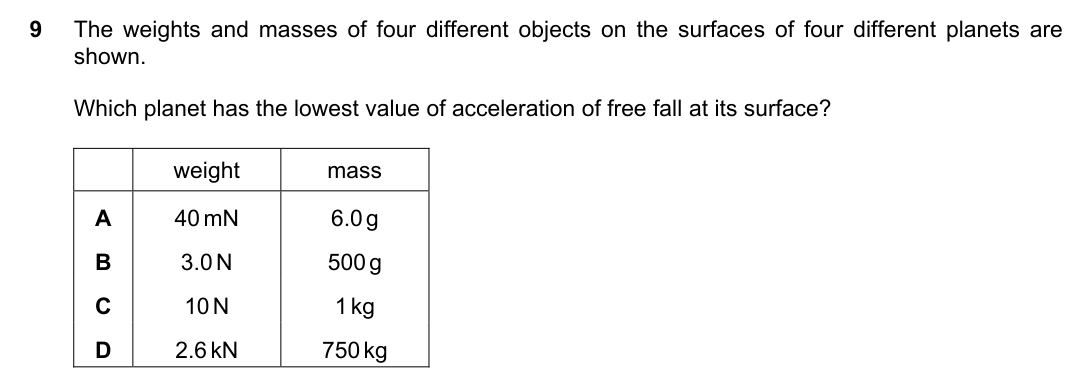 9 The weights and masses of four different objects on the surfaces of four different planets are
shown.
Which planet has the lowest value of acceleration of free fall at its surface?
weight mass
A 40 mN 6.0 g
B 3.0 N 500 g
C 10 N 1 kg
D 2.6 kN 750 kg